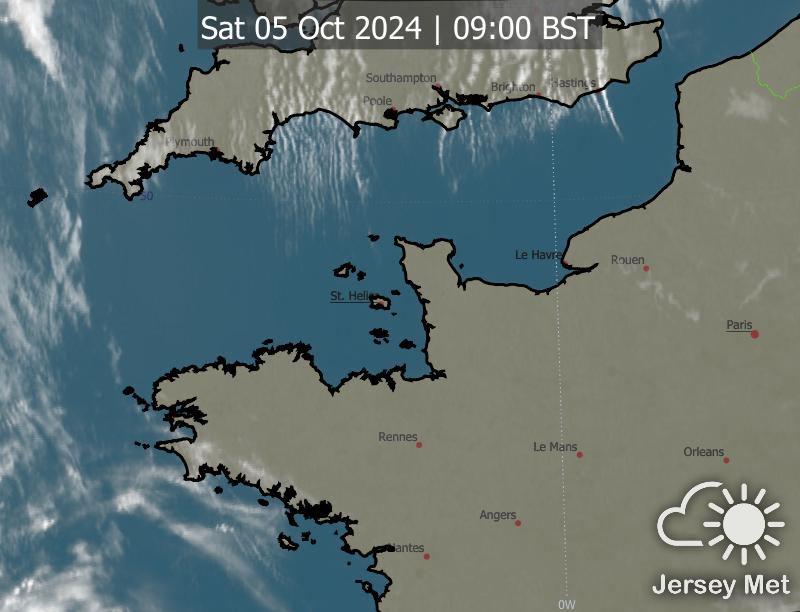 Sat 05 Oct 2024 | 09:00 BST
Southampton
Brighton
Hastings
Poole
Plymouth
50
Le Havre
Rouen
St. Helier
Paris
Rennes
Le Mans
Orleans
Angers
Nantes
0W
Jersey Met